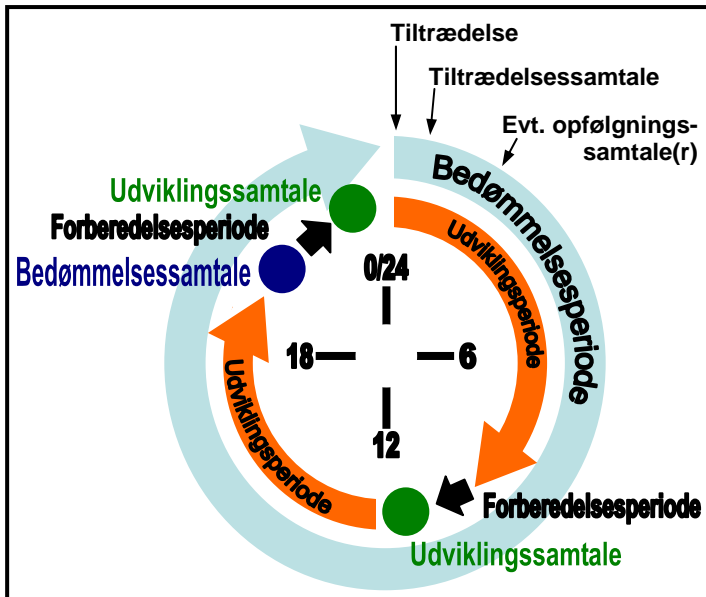 Tiltrædelse
Tiltrædelsessamtale
Evt. opfølgnings-
samtale(r)
Bedømmelsesperiode
Udviklingssamtale
Forberedelsesperiode
Bedømmelsessamtale
Udviklingsperiode
0/24
18
6
12
Udviklingsperiode
Forberedelsesperiode
Udviklingssamtale